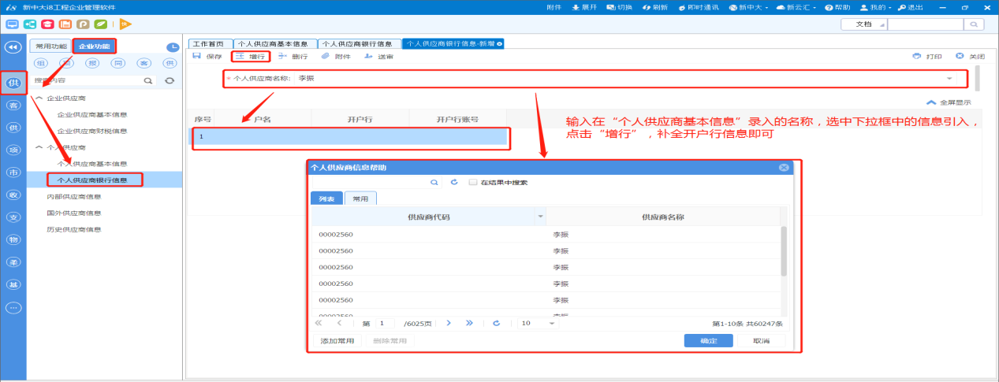 i8 新中大i8工程企业管理软件 附件 展开 切换 刷新 即时通讯 新中大 新云汇 帮助 我的 退出
文档
常用功能 企业功能
工作首页 个人供应商基本信息 个人供应商银行信息 个人供应商银行信息-新增
保存 增行 删行 附件 送审 打印 关闭
组 报 同 客 供
搜索内容
* 个人供应商名称: 李振
全屏显示
供
客
供
项
市
收
支
物
条
基
企业供应商
企业供应商基本信息
企业供应商财税信息
个人供应商
个人供应商基本信息
个人供应商银行信息
内部供应商信息
国外供应商信息
历史供应商信息
序号 户名 开户行 开户行账号
1
输入在“个人供应商基本信息”录入的名称，选中下拉框中的信息引入，
点击“增行”，补全开户行信息即可
个人供应商信息帮助
在结果中搜索
列表 常用
供应商代码 供应商名称
00002560 李振
00002560 李振
00002560 李振
00002560 李振
00002560 李振
00002560 李振
第 1 /6025页 10 第1-10条 共60247条
添加常用 删除常用 确定 取消